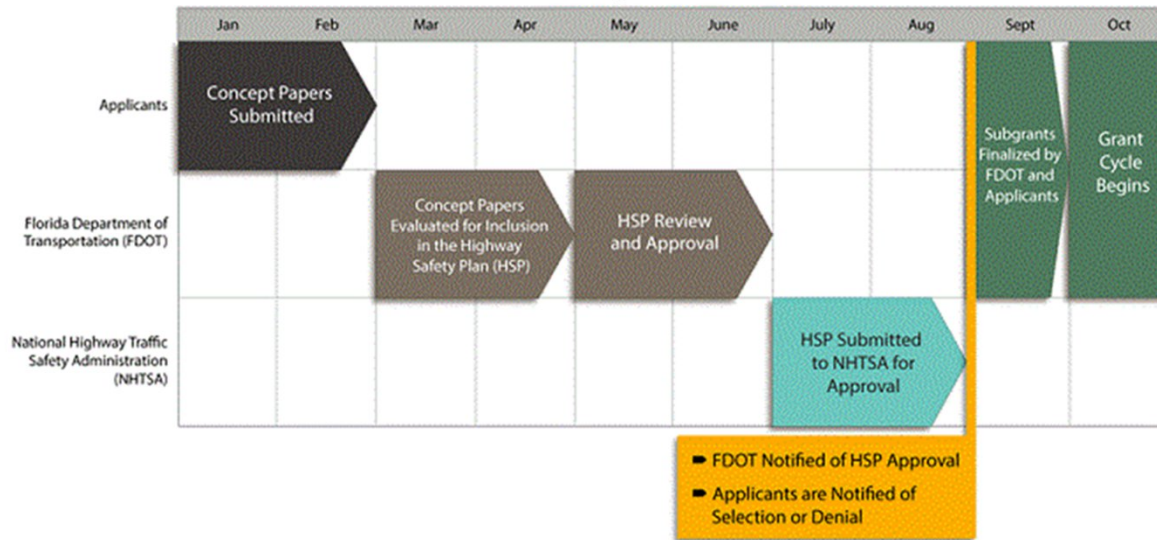 Jan Feb Mar Apr May June July Aug Sept Oct
Applicants
Concept Papers
Submitted
Subgrants
Finalized by
FDOT and
Applicants
Grant
Cycle
Begins
Florida Department of
Transportation (FDOT)
Concept Papers
Evaluated for Inclusion
in the Highway
Safety Plan (HSP)
HSP Review
and Approval
National Highway Traffic
Safety Administration
(NHTSA)
HSP Submitted
to NHTSA for
Approval
FDOT Notified of HSP Approval
Applicants are Notified of
Selection or Denial